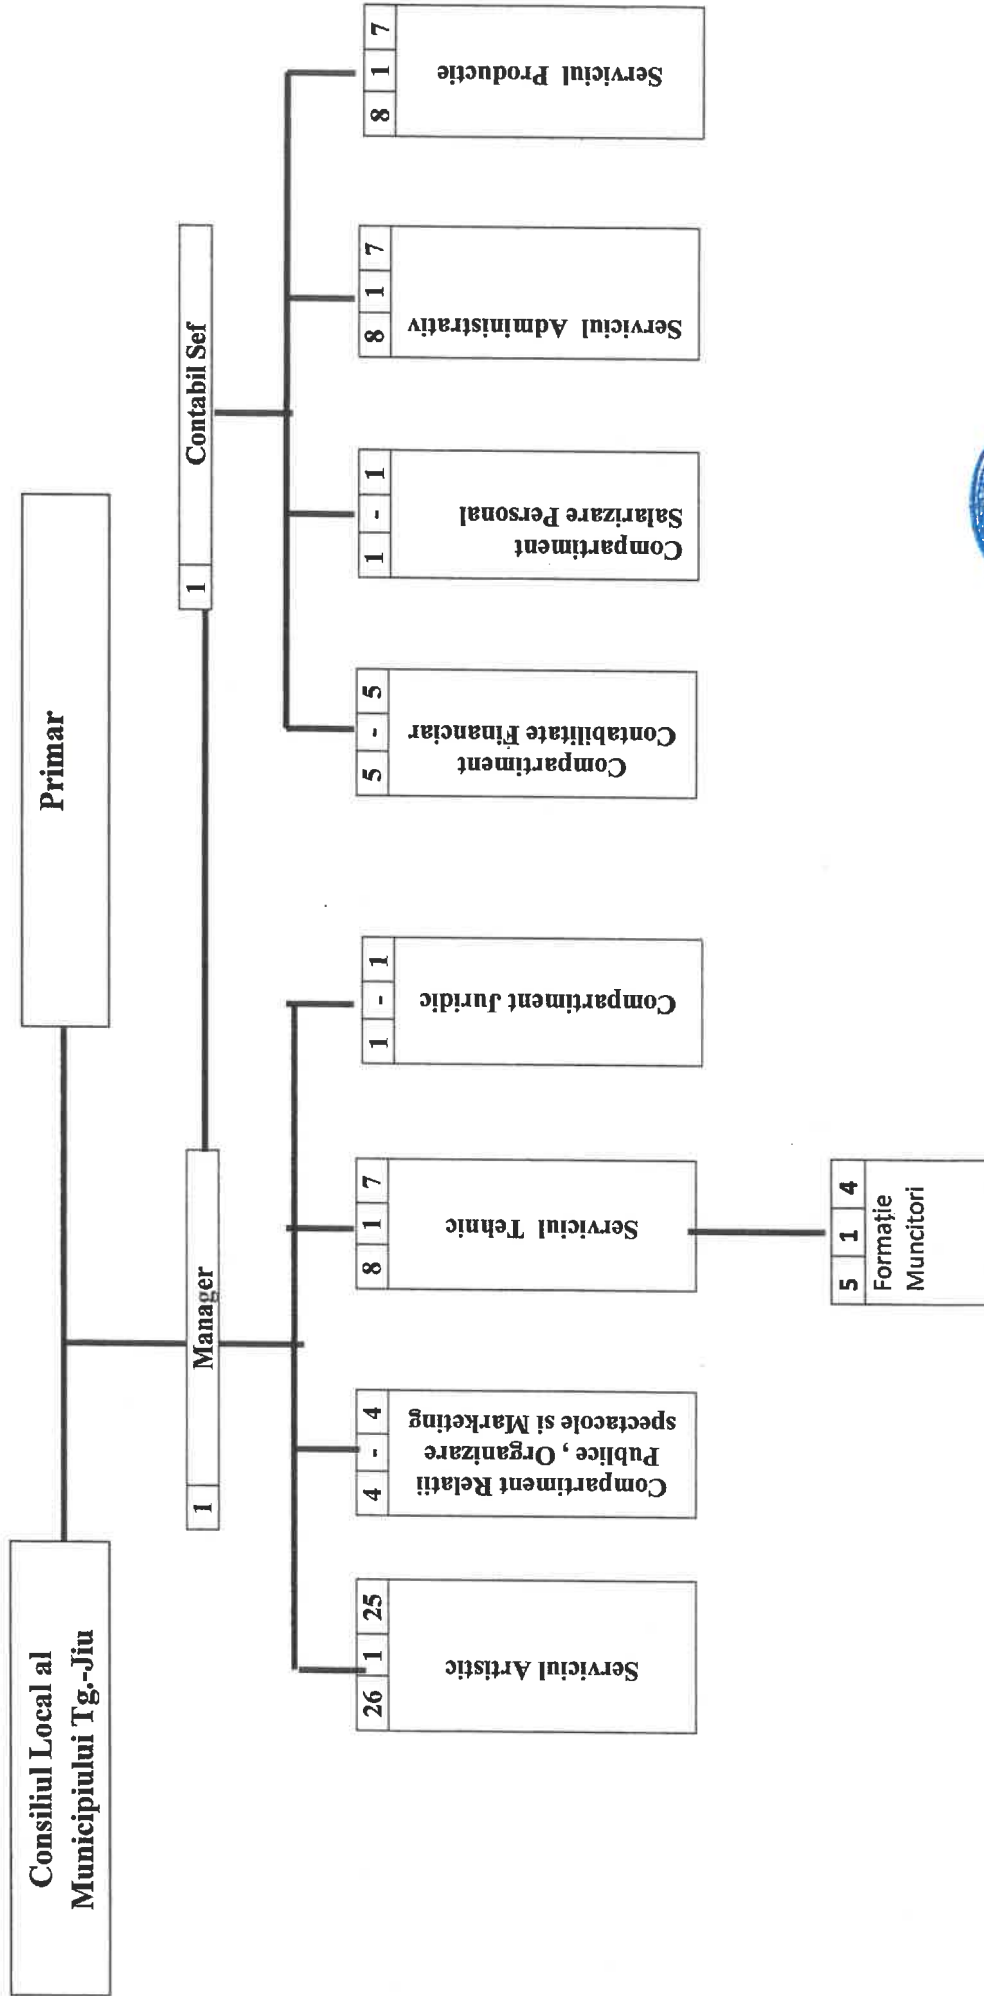 Consiliul Local al
Municipiului Tg.-Jiu
Primar
1 Manager
1 Contabil Sef
26 1 25
Serviciul Artistic
4 - 4
Compartiment Relatii
Publice , Organizare
spectacole si Marketing
8 1 7
Serviciul Tehnic
1 - 1
Compartiment Juridic
5 - 5
Compartiment
Contabilitate Financiar
1 - 1
Compartiment
Salarizare Personal
8 1 7
Serviciul Administrativ
8 1 7
Serviciul Productie
5 1 4
Formație
Muncitori